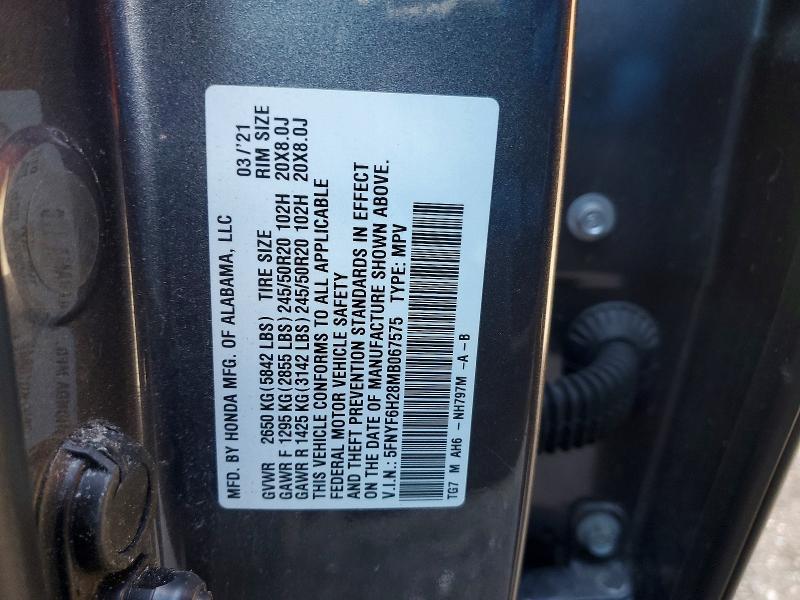 MFD. BY HONDA MFG. OF ALABAMA, LLC 03/'21
GVWR 2650 KG(5842 LBS) TIRE SIZE RIM SIZE
GAWR F 1295 KG(2855 LBS)245/50R20 102H 20X8.0J
GAWR R 1425 KG(3142 LBS)245/50R20 102H 20X8.0J
THIS VEHICLE CONFORMS TO ALL APPLICABLE
FEDERAL MOTOR VEHICLE SAFETY
AND THEFT PREVENTION STANDARDS IN EFFECT
ON THE DATE OF MANUFACTURE SHOWN ABOVE.
V.I.N.: 5FNYF6H28MB067575 TYPE: MPV
TG7 M AH6 -NH797M -A -B